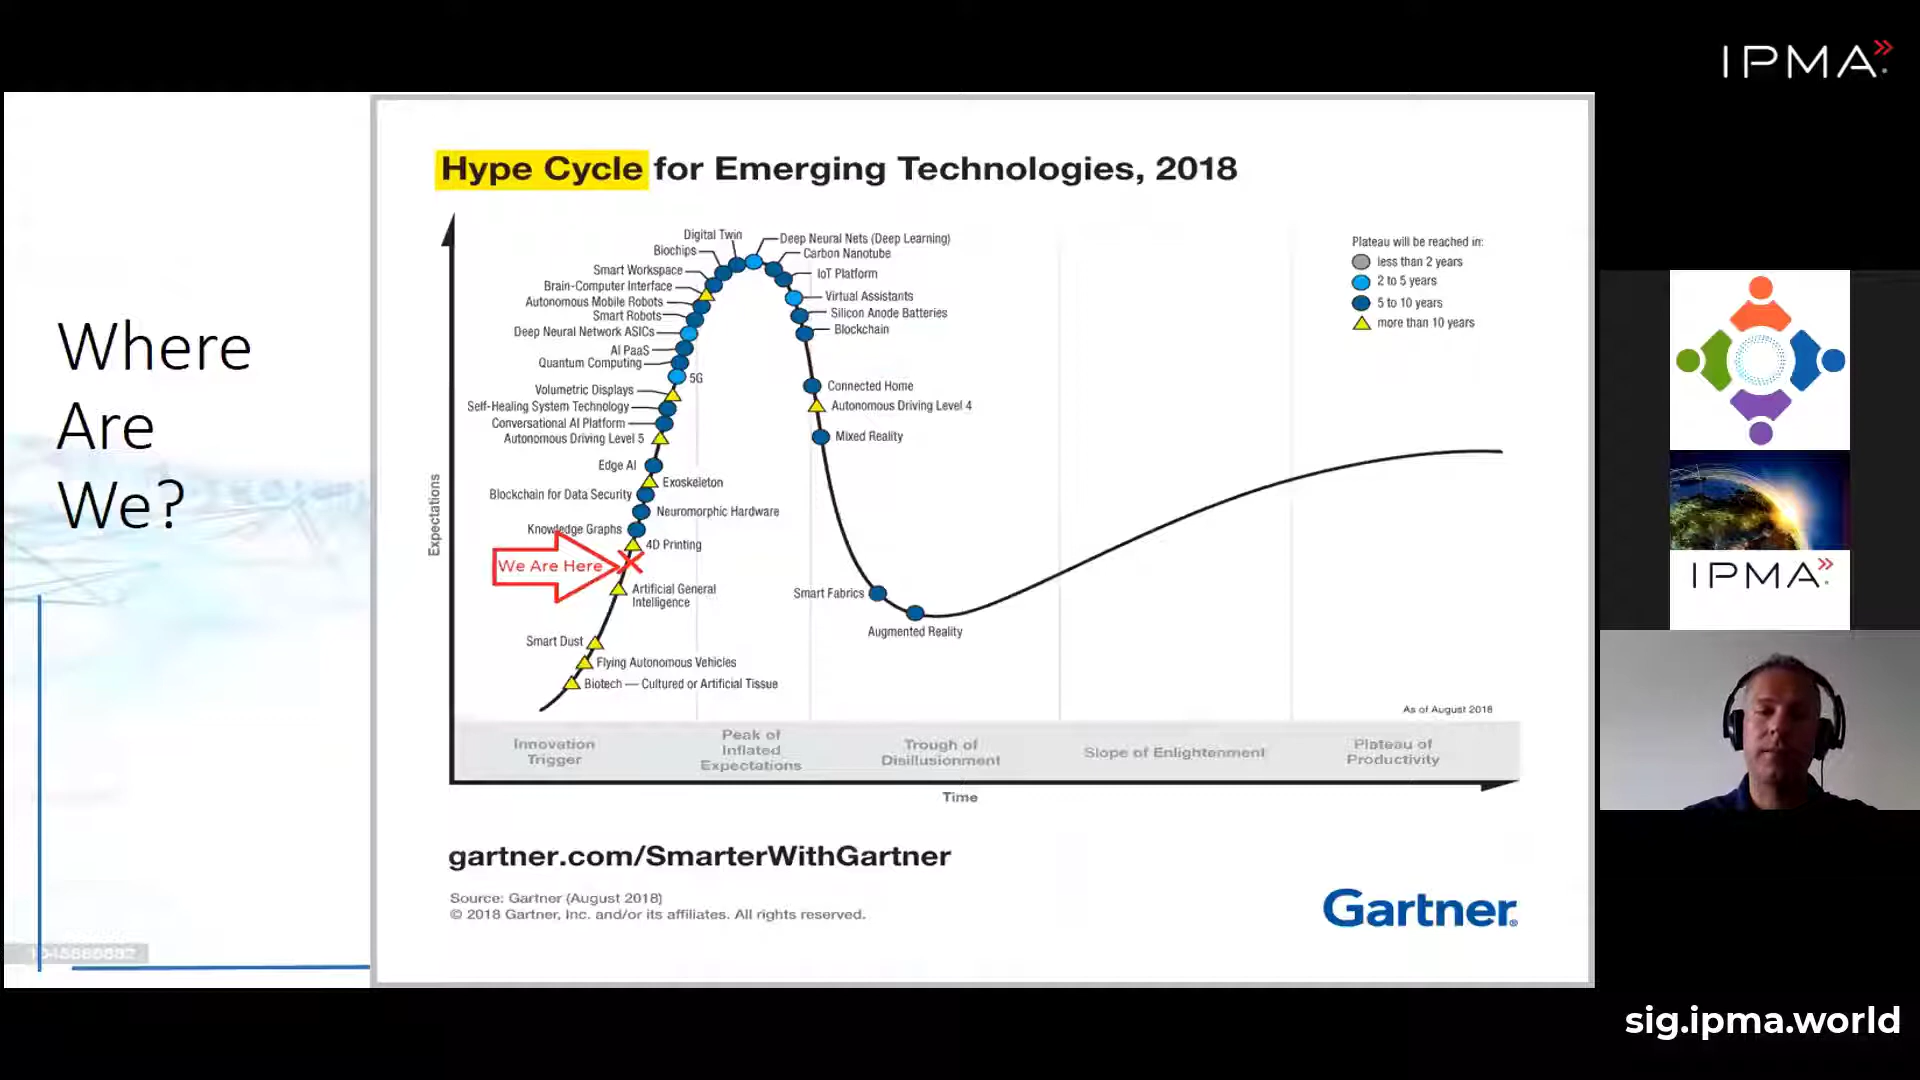 IPMA
Where
Are
We?
Hype Cycle for Emerging Technologies, 2018
Expectations
Digital Twin
Biochips
Smart Workspace
Brain-Computer Interface
Autonomous Mobile Robots
Smart Robots
Deep Neural Network ASICs
AI PaaS
Quantum Computing
5G
Volumetric Displays
Self-Healing System Technology
Conversational AI Platform
Autonomous Driving Level 5
Edge AI
Exoskeleton
Blockchain for Data Security
Neuromorphic Hardware
Knowledge Graphs
4D Printing
We Are Here
Artificial General
Intelligence
Smart Dust
Flying Autonomous Vehicles
Biotech — Cultured or Artificial Tissue
Deep Neural Nets (Deep Learning)
Carbon Nanotube
IoT Platform
Virtual Assistants
Silicon Anode Batteries
Blockchain
Connected Home
Autonomous Driving Level 4
Mixed Reality
Smart Fabrics
Augmented Reality
Plateau will be reached in:
less than 2 years
2 to 5 years
5 to 10 years
more than 10 years
As of August 2018
Innovation
Trigger
Peak of
Inflated
Expectations
Trough of
Disillusionment
Slope of Enlightenment
Plateau of
Productivity
Time
gartner.com/SmarterWithGartner
Source: Gartner (August 2018)
© 2018 Gartner, Inc. and/or its affiliates. All rights reserved.
Gartner®
IPMA
sig.ipma.world